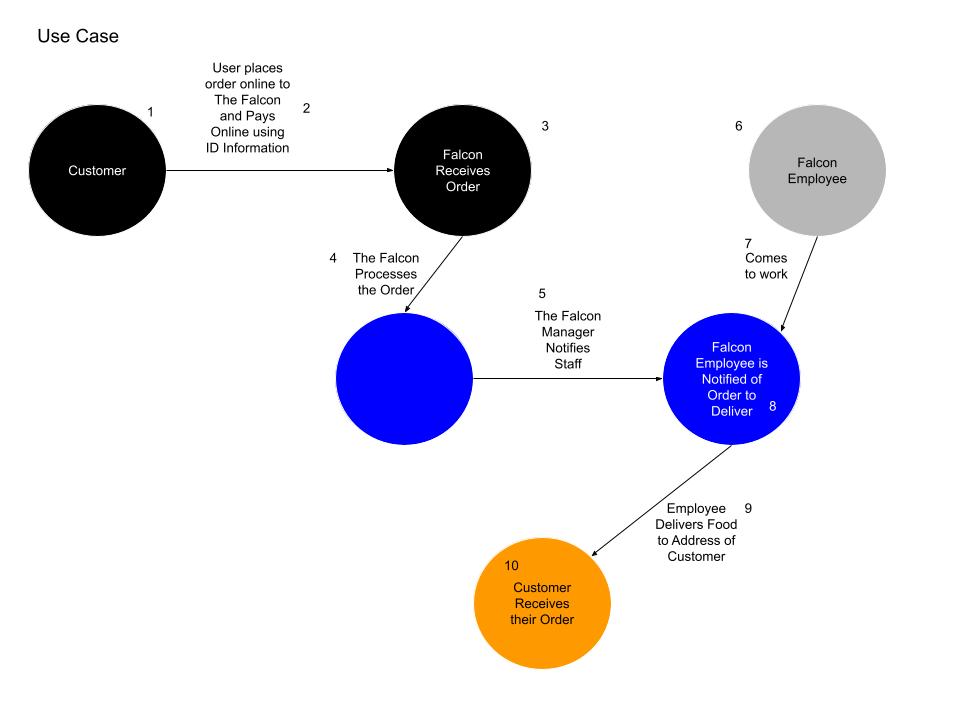 Use Case
1
User places
order online to
The Falcon
and Pays
Online using
ID Information
2
3
6
Customer
Falcon
Receives
Order
Falcon
Employee
4
The Falcon
Processes
the Order
7
Comes
to work
5
The Falcon
Manager
Notifies
Staff
Falcon
Employee is
Notified of
Order to
Deliver
8
Employee
Delivers Food
to Address of
Customer
9
10
Customer
Receives
their Order